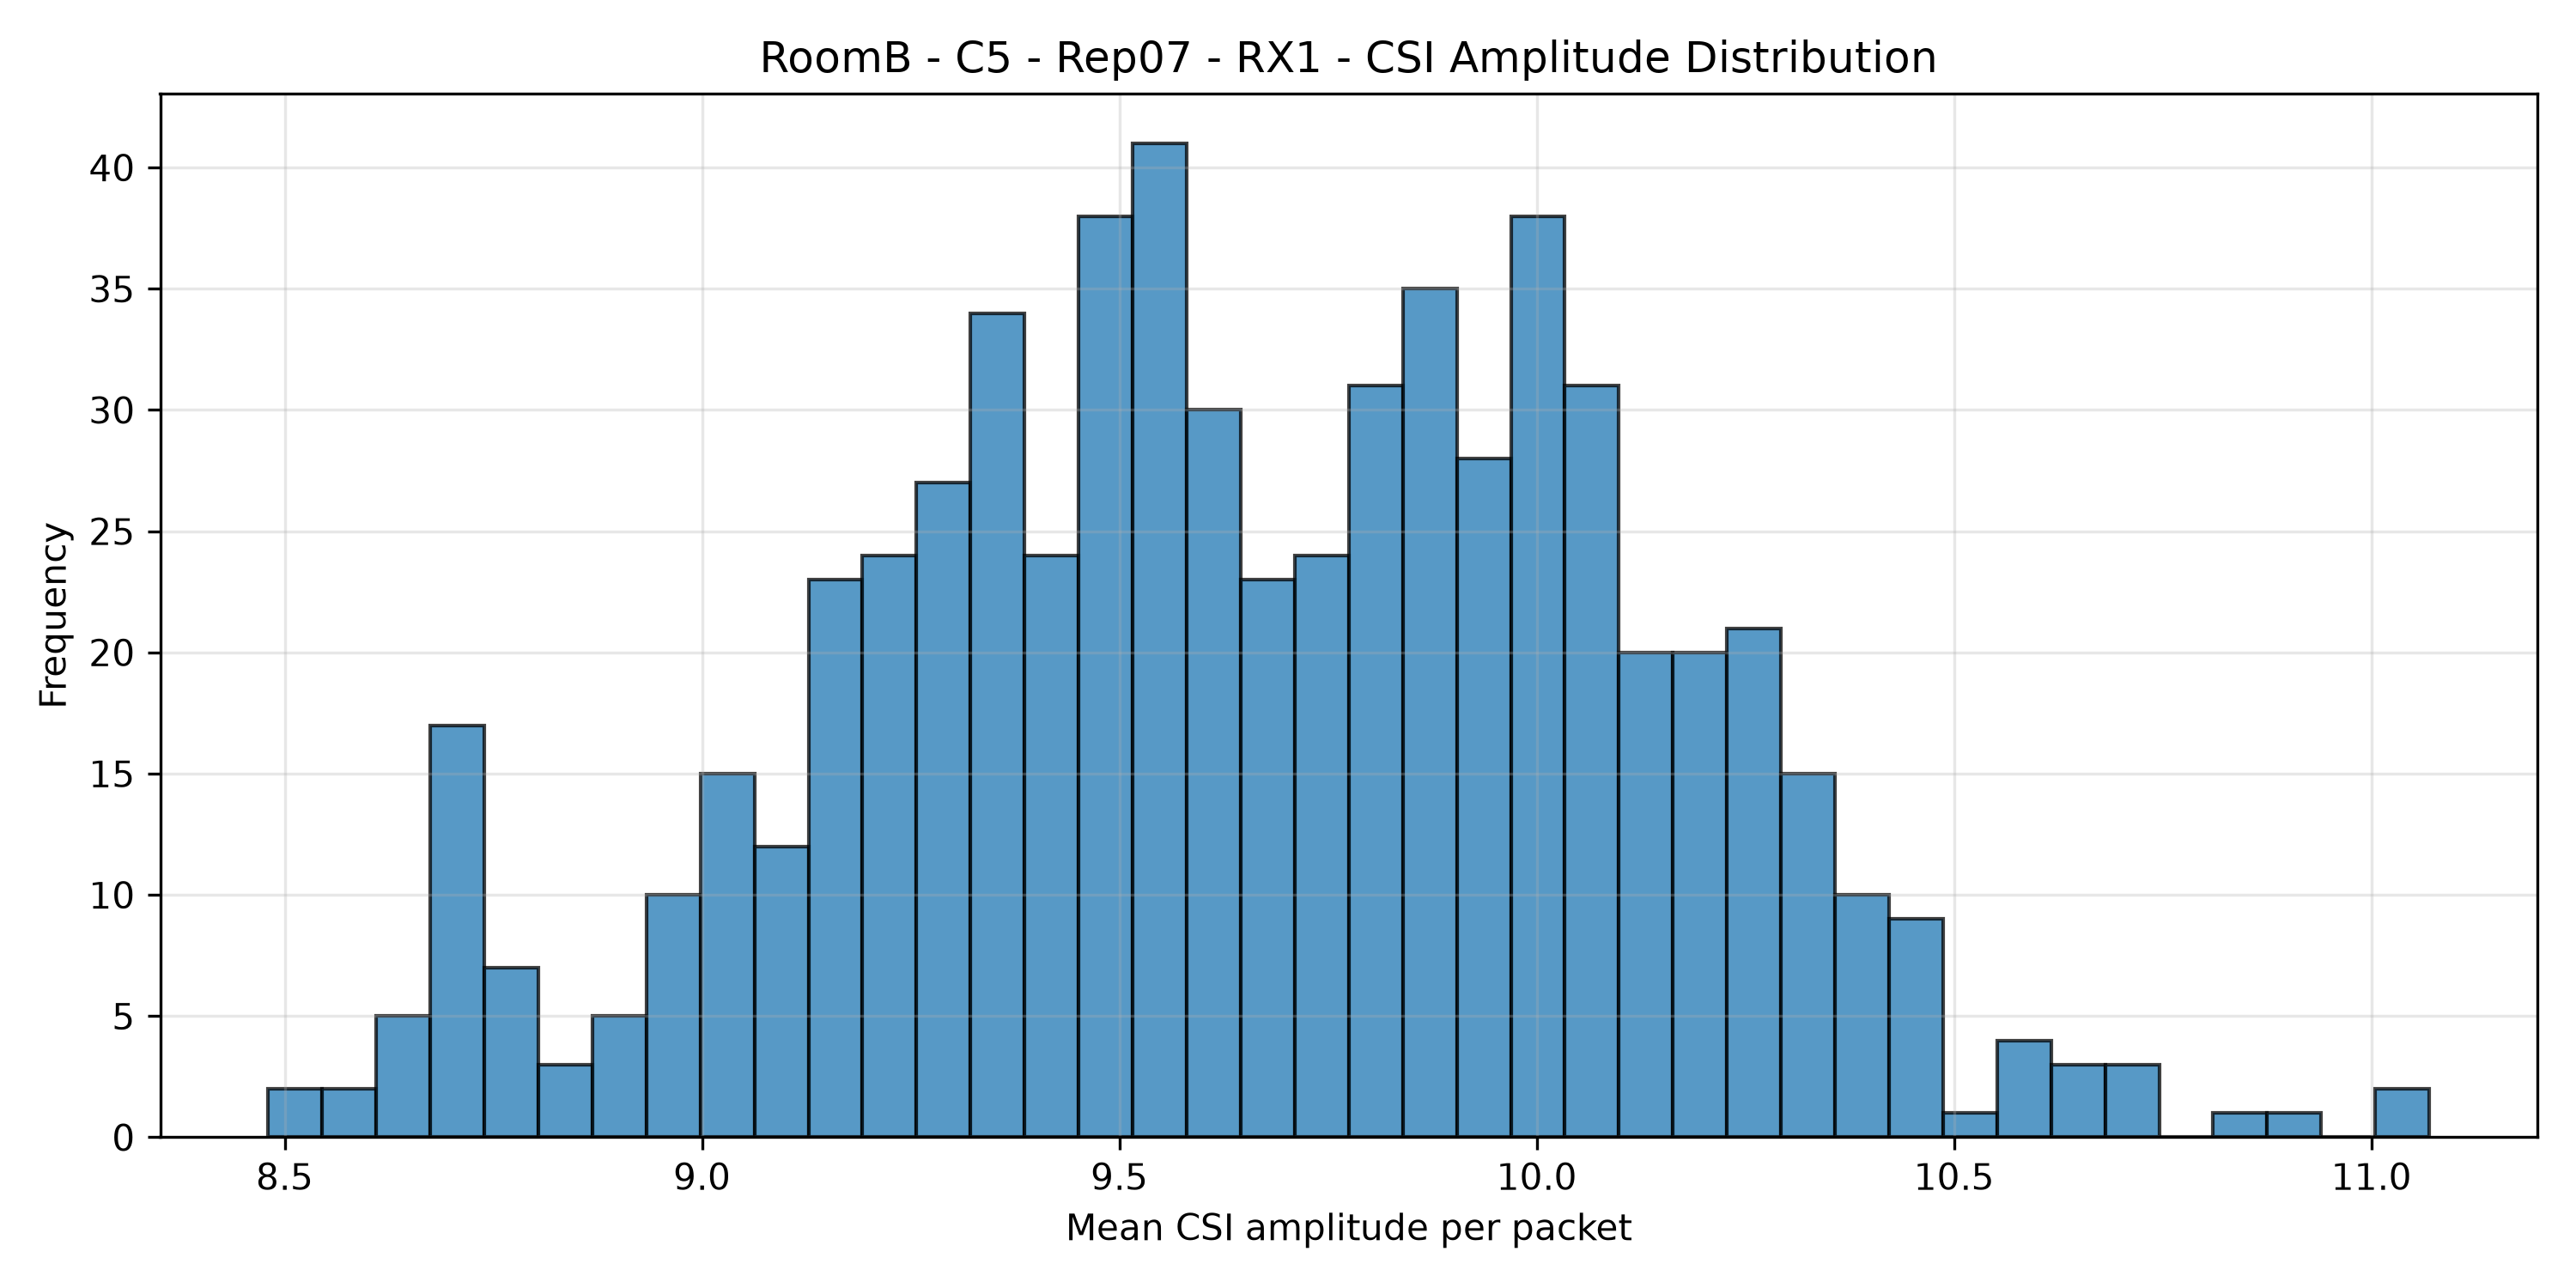 RoomB - C5 - Rep07 - RX1 - CSI Amplitude Distribution
Frequency
40
35
30
25
20
15
10
5
0
8.5 9.0 9.5 10.0 10.5 11.0
Mean CSI amplitude per packet